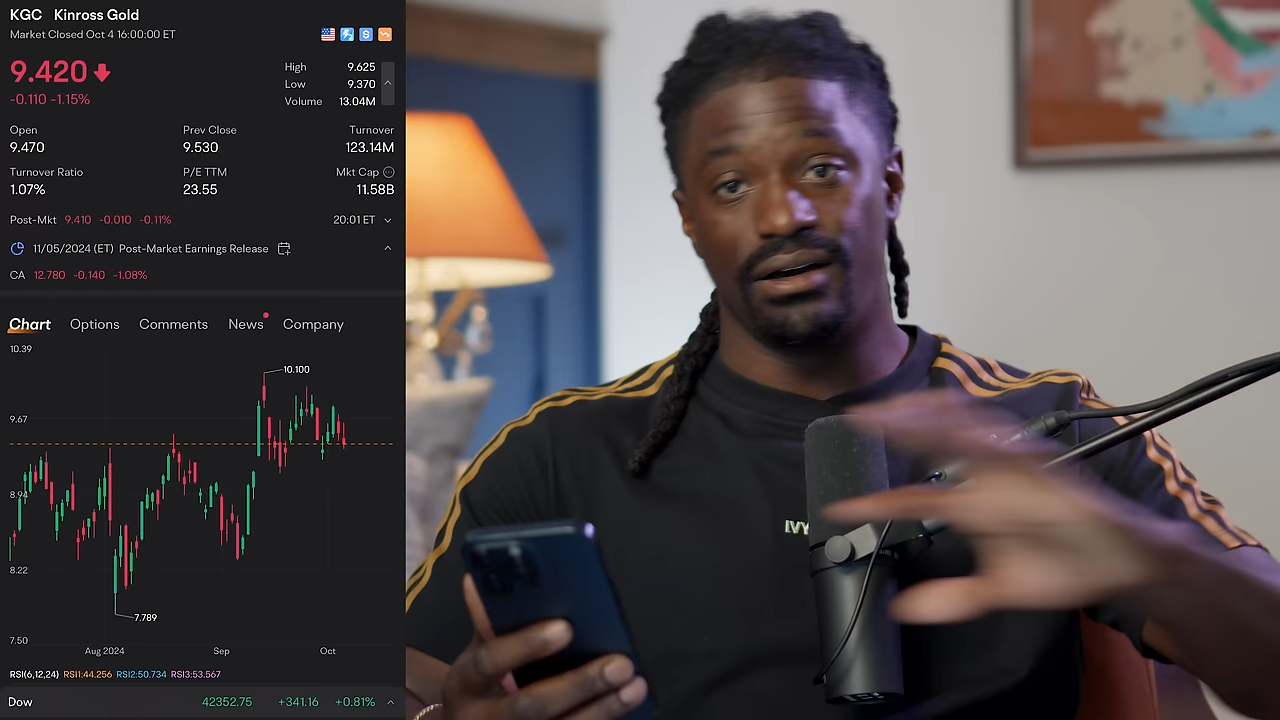 KGC Kinross Gold
Market Closed Oct 4 16:00:00 ET
9.420
-0.110 -1.15%
High 9.625
Low 9.370
Volume 13.04M
Open Prev Close Turnover
9.470 9.530 123.14M
Turnover Ratio P/E TTM Mkt Cap
1.07% 23.55 11.58B
Post-Mkt 9.410 -0.010 -0.11% 20:01 ET
11/05/2024 (ET) Post-Market Earnings Release
CA 12.780 -0.140 -1.08%
Chart Options Comments News Company
10.39
10.100
9.67
8.94
8.22
7.789
7.50
Aug 2024 Sep Oct
RSI(6,12,24) RSI1:44.256 RSI2:50.734 RSI3:53.567
Dow 42352.75 +341.16 +0.81%
IVY